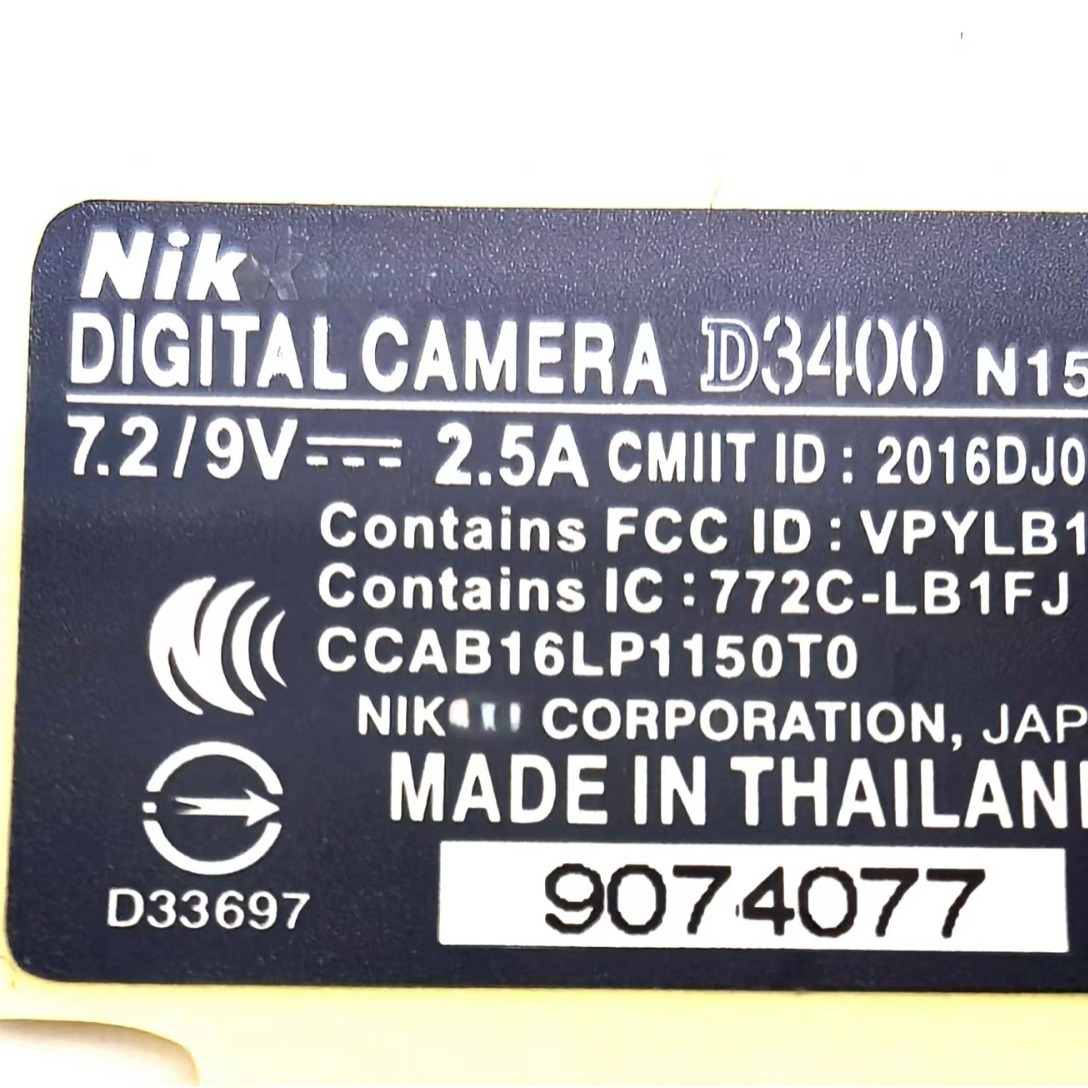 Nik
DIGITAL CAMERA D3400 N15
7.2/9V⎓ 2.5A CMIIT ID : 2016DJ0
Contains FCC ID : VPYLB1
Contains IC : 772C-LB1FJ
CCAB16LP1150T0
NIK CORPORATION, JAP
MADE IN THAILAN
D33697
9074077